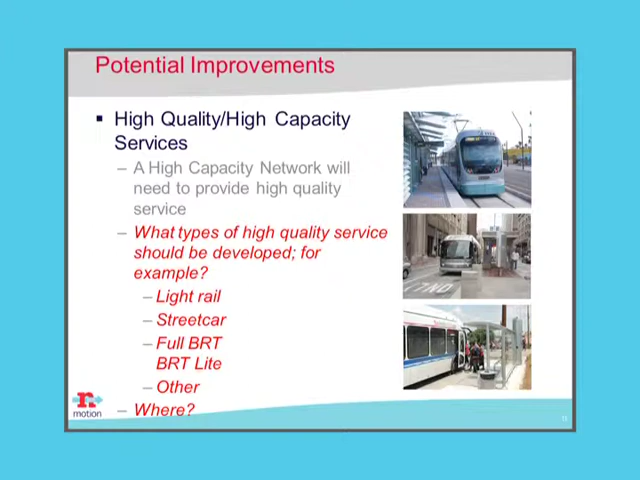 Potential Improvements
▪ High Quality/High Capacity
Services
– A High Capacity Network will
need to provide high quality
service
– What types of high quality service
should be developed; for
example?
– Light rail
– Streetcar
– Full BRT
BRT Lite
– Other
– Where?
n
motion
11